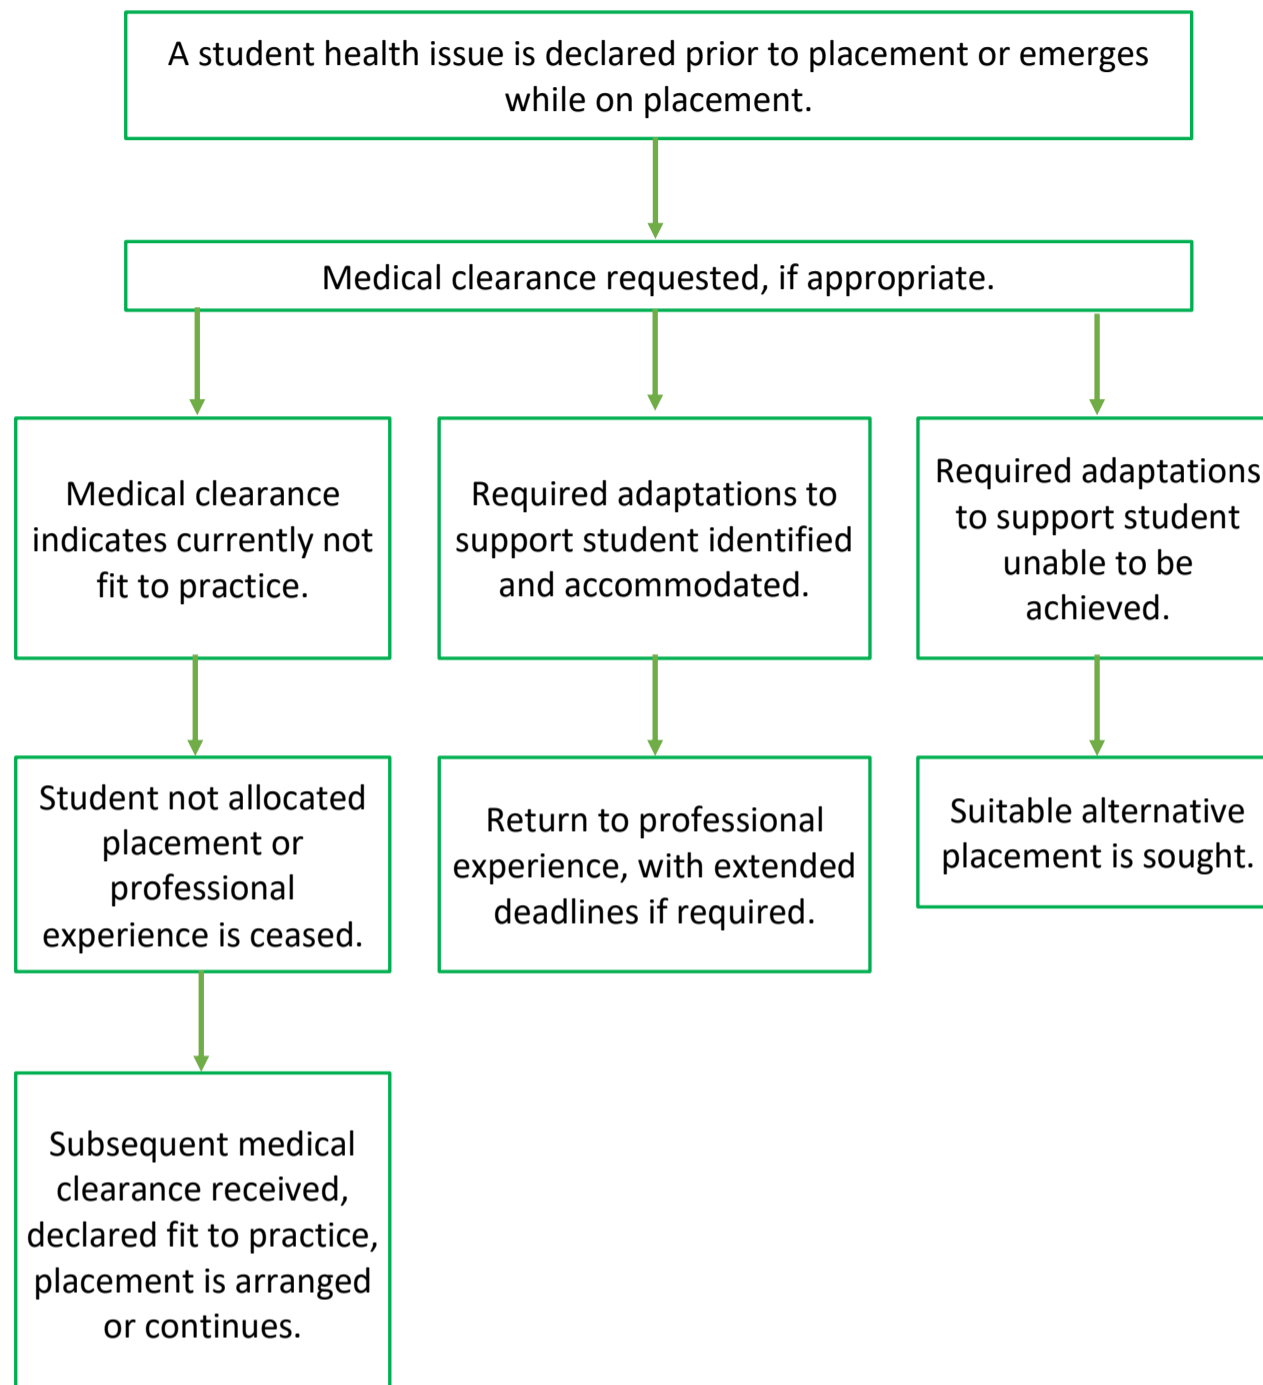 A student health issue is declared prior to placement or emerges
while on placement.
Medical clearance requested, if appropriate.
Medical clearance
indicates currently not
fit to practice.
Required adaptations to
support student identified
and accommodated.
Required adaptations
to support student
unable to be
achieved.
Student not allocated
placement or
professional
experience is ceased.
Return to professional
experience, with extended
deadlines if required.
Suitable alternative
placement is sought.
Subsequent medical
clearance received,
declared fit to practice,
placement is arranged
or continues.